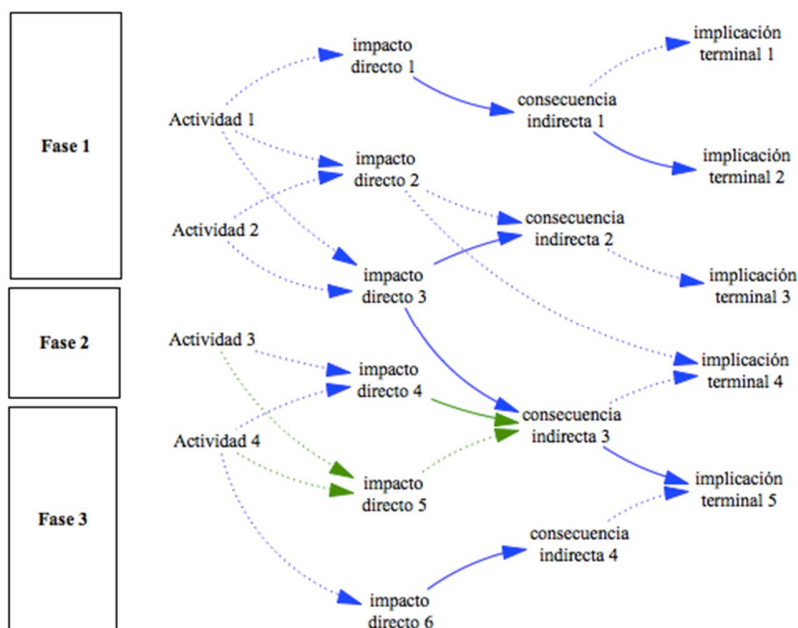 Fase 1
Fase 2
Fase 3
Actividad 1
Actividad 2
Actividad 3
Actividad 4
impacto
directo 1
impacto
directo 2
impacto
directo 3
impacto
directo 4
impacto
directo 5
impacto
directo 6
consecuencia
indirecta 1
consecuencia
indirecta 2
consecuencia
indirecta 3
consecuencia
indirecta 4
implicación
terminal 1
implicación
terminal 2
implicación
terminal 3
implicación
terminal 4
implicación
terminal 5